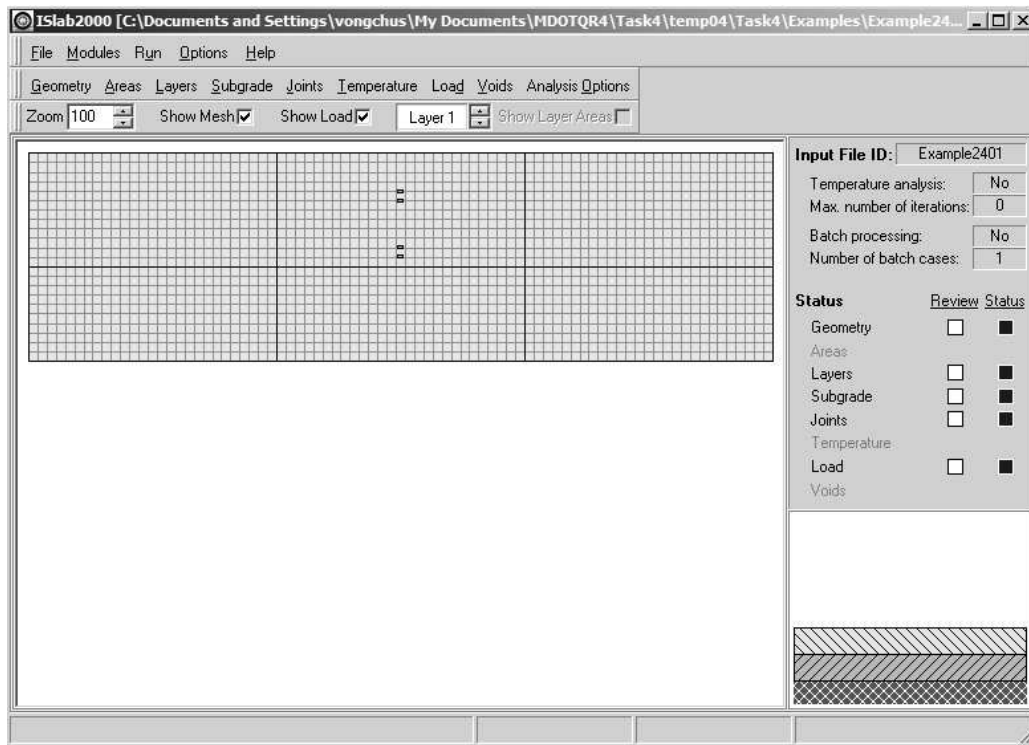 ISlab2000 [C:\Documents and Settings\vongchus\My Documents\MDOTQR4\Task4\temp04\Task4\Examples\Example24...
File Modules Run Options Help
Geometry Areas Layers Subgrade Joints Temperature Load Voids Analysis Options
Zoom 100 Show Mesh Show Load Layer 1 Show Layer Areas
Input File ID: Example2401
Temperature analysis: No
Max. number of iterations: 0
Batch processing: No
Number of batch cases: 1
Status Review Status
Geometry
Areas
Layers
Subgrade
Joints
Temperature
Load
Voids